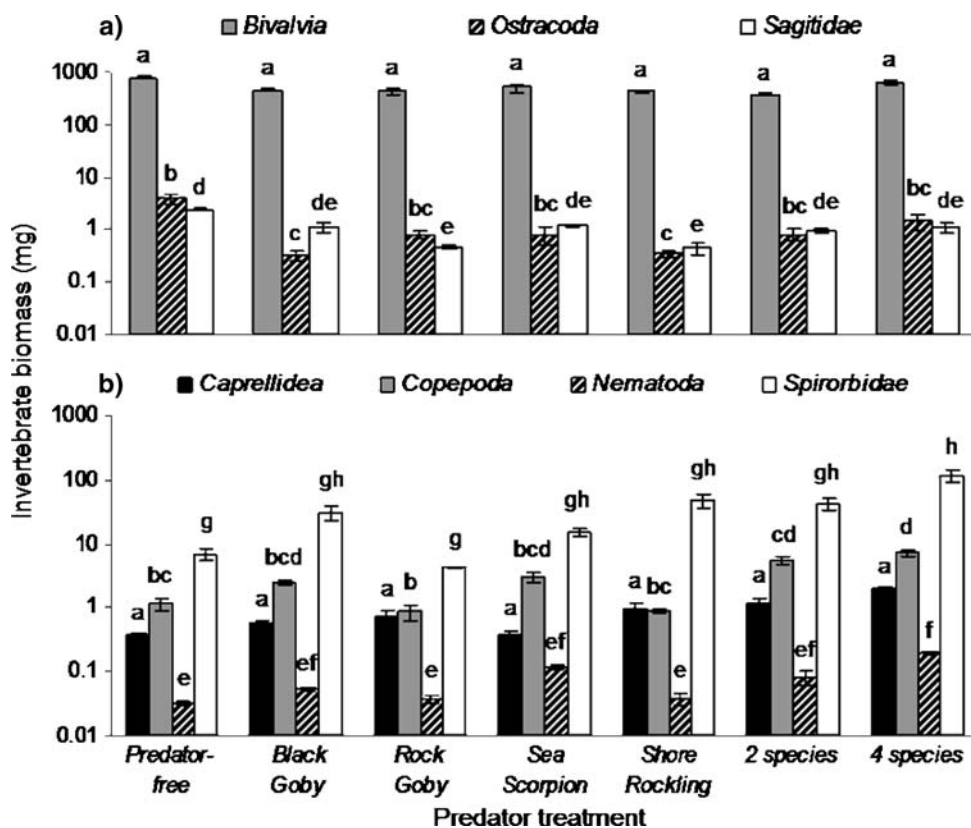 a) Bivalvia Ostracoda Sagitidae
a a a a a a a
1000
100
10
1
0.1
0.01
b d
c de
bc e
bc de
c e
bc de
bc de
Invertebrate biomass (mg)
b) Caprellidea Copepoda Nematoda Spirorbidae
1000
100
10
1
0.1
0.01
a bc e g
a bcd ef gh
a b e g
a bcd ef gh
a bc e gh
a cd ef gh
a d f h
Predator-free
Black Goby
Rock Goby
Sea Scorpion
Shore Rockling
2 species
4 species
Predator treatment